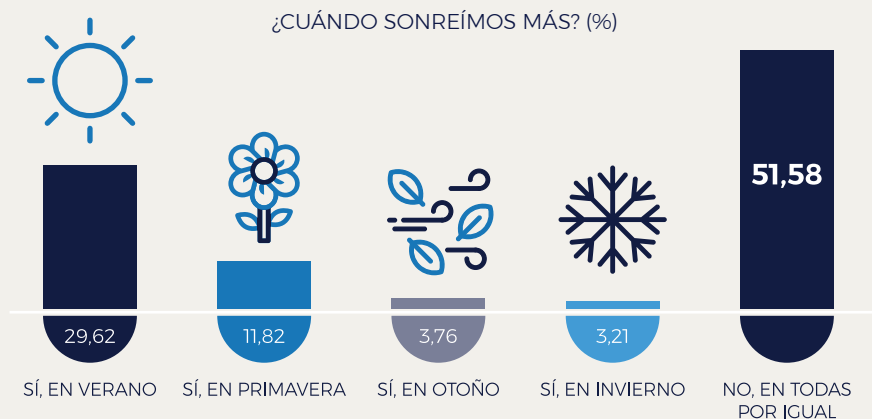 ¿CUÁNDO SONREÍMOS MÁS? (%)
51,58
29,62
11,82
3,76
3,21
SÍ, EN VERANO
SÍ, EN PRIMAVERA
SÍ, EN OTOÑO
SÍ, EN INVIERNO
NO, EN TODAS
POR IGUAL